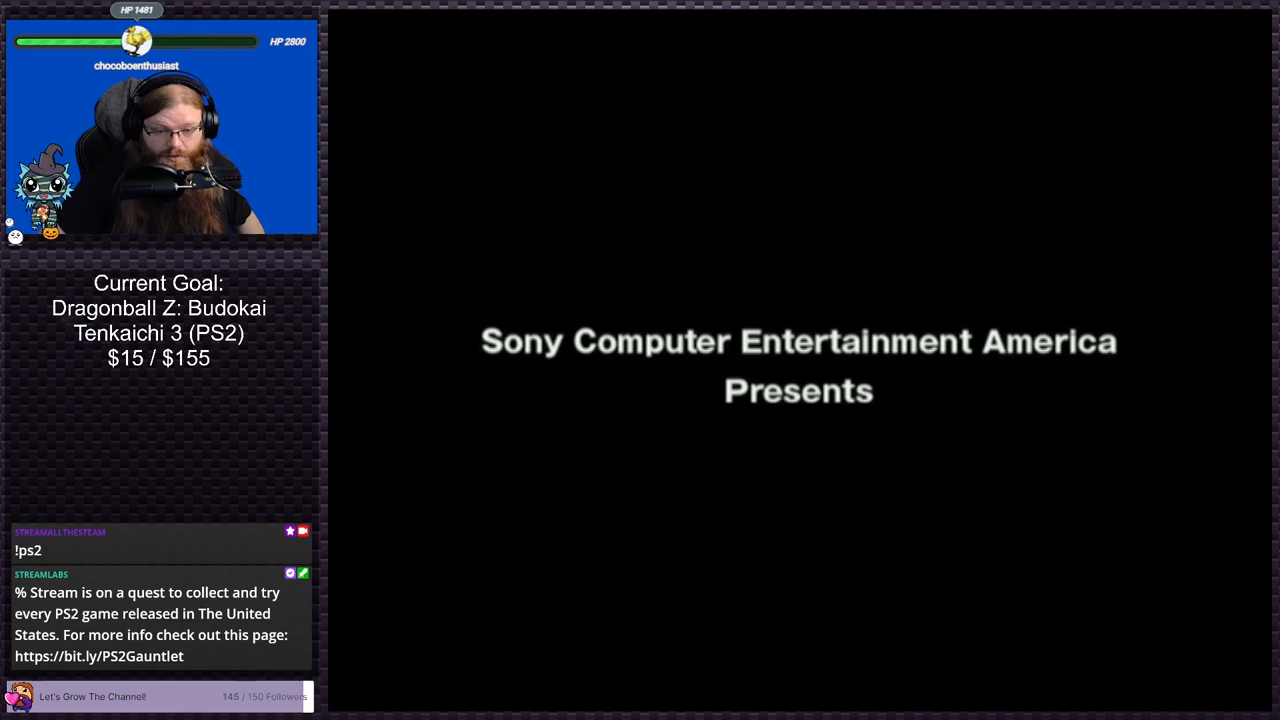 HP 1481
HP 2800
chocoboenthusiast
Current Goal:
Dragonball Z: Budokai
Tenkaichi 3 (PS2)
$15 / $155
Sony Computer Entertainment America
Presents
STREAMALLTHESTEAM
!ps2
STREAMLABS
% Stream is on a quest to collect and try
every PS2 game released in The United
States. For more info check out this page:
https://bit.ly/PS2Gauntlet
Let's Grow The Channel!
145 / 150 Followers